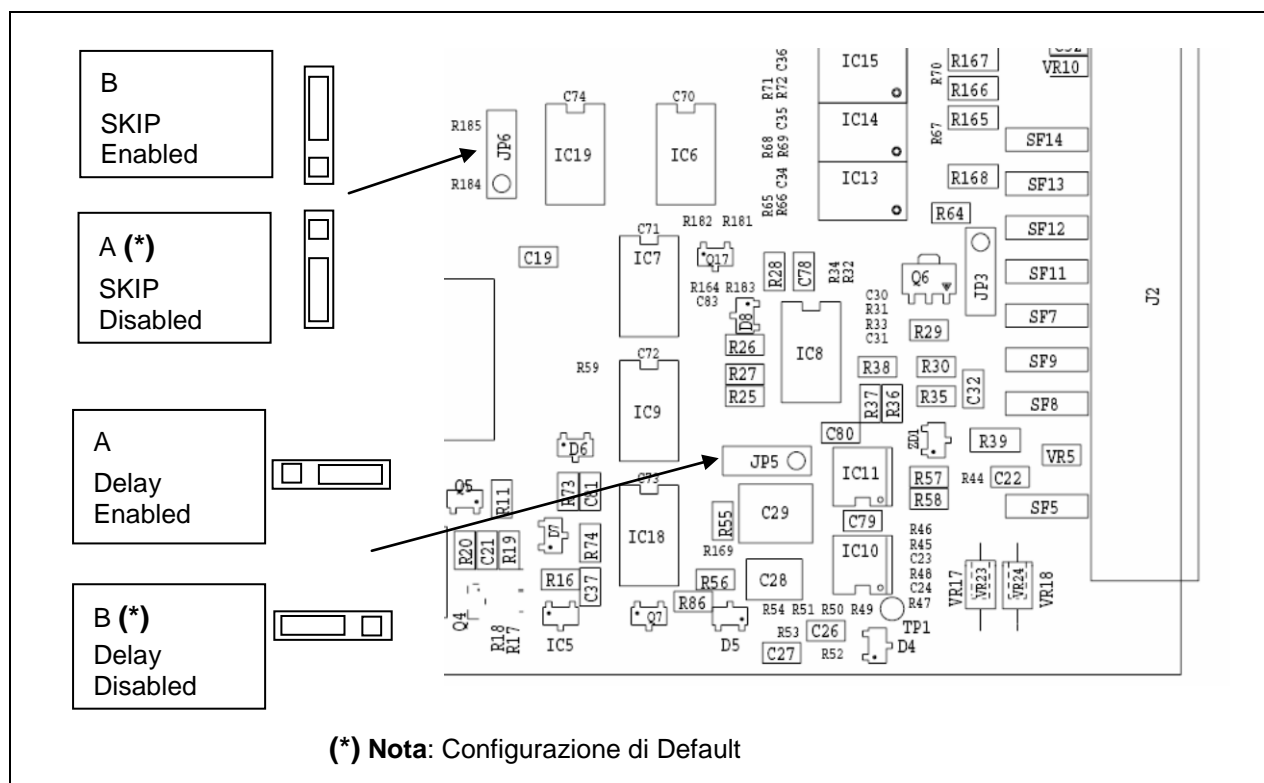 B
SKIP
Enabled
A (*)
SKIP
Disabled
A
Delay
Enabled
B (*)
Delay
Disabled
C74 C70 R71 R72 C36 IC15 R70 R167 C52 VR10
R166
R185 JP6 IC19 IC6 R68 R69 C35 IC14 R67 R165 SF14
R184 R65 R66 C34 IC13 R168 SF13
R182 R181 R64 SF12
C71 C19 IC7 Q17 R28 C78 R34 R32 Q6 JP3 SF11 J2
R164 R183 C83 D8 C30 R31 R33 C31 R29 SF7
C72 R59 R26 IC8 R38 R30 SF9
R27 R25 IC9 R37 R36 R35 C32 SF8
D6 C80 ZD1 R39 VR5
JP5 IC11 R57 R44 C22
Q5 R11 R73 C81 C73 R58 SF5
R20 C21 R19 D7 R74 IC18 R55 C29 C79 R46
R169 IC10 R45 C23
R16 C37 R56 C28 R48 C24 VR17 VR23 VR24 VR18
Q4 R18 R17 IC5 Q7 R86 D5 R54 R51 R50 R49 R47 TP1
R53 C26 D4
C27 R52
(*) Nota: Configurazione di Default